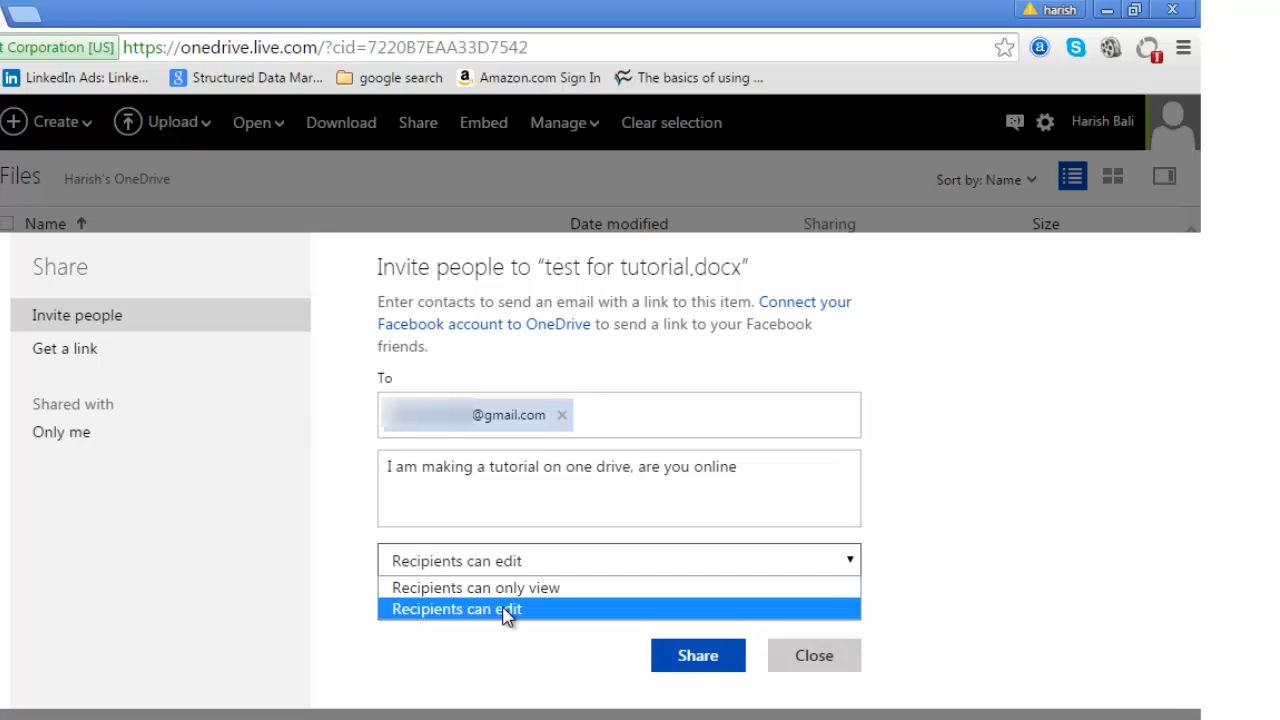 harish
t Corporation [US] https://onedrive.live.com/?cid=7220B7EAA33D7542
LinkedIn Ads: Linke... Structured Data Mar... google search Amazon.com Sign In The basics of using ...
Create Upload Open Download Share Embed Manage Clear selection Harish Bali
Files Harish's OneDrive Sort by: Name
Name Date modified Sharing Size
Share
Invite people
Get a link
Shared with
Only me
Invite people to “test for tutorial.docx”
Enter contacts to send an email with a link to this item. Connect your
Facebook account to OneDrive to send a link to your Facebook
friends.
To
@gmail.com
I am making a tutorial on one drive, are you online
Recipients can edit
Recipients can only view
Recipients can edit
Share Close